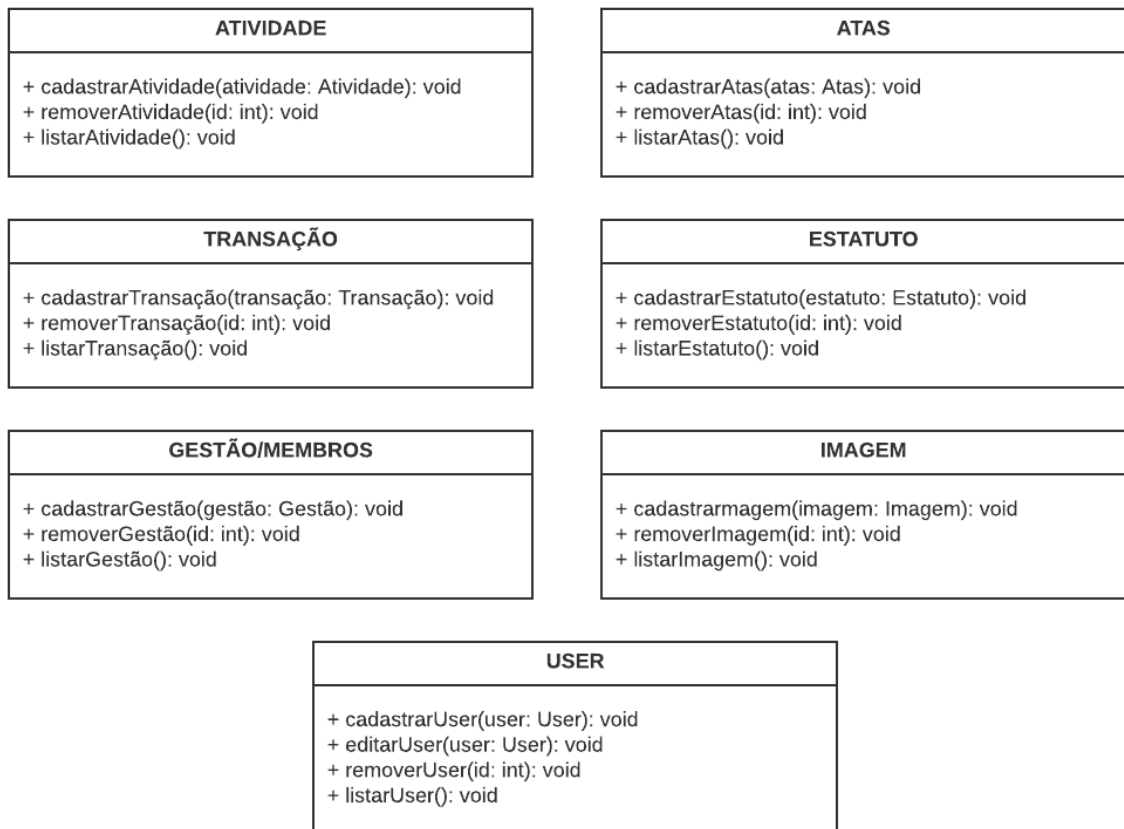 ATIVIDADE
+ cadastrarAtividade(atividade: Atividade): void
+ removerAtividade(id: int): void
+ listarAtividade(): void
ATAS
+ cadastrarAtas(atas: Atas): void
+ removerAtas(id: int): void
+ listarAtas(): void
TRANSAÇÃO
+ cadastrarTransação(transação: Transação): void
+ removerTransação(id: int): void
+ listarTransação(): void
ESTATUTO
+ cadastrarEstatuto(estatuto: Estatuto): void
+ removerEstatuto(id: int): void
+ listarEstatuto(): void
GESTÃO/MEMBROS
+ cadastrarGestão(gestão: Gestão): void
+ removerGestão(id: int): void
+ listarGestão(): void
IMAGEM
+ cadastrarmagem(imagem: Imagem): void
+ removerImagem(id: int): void
+ listarImagem(): void
USER
+ cadastrarUser(user: User): void
+ editarUser(user: User): void
+ removerUser(id: int): void
+ listarUser(): void